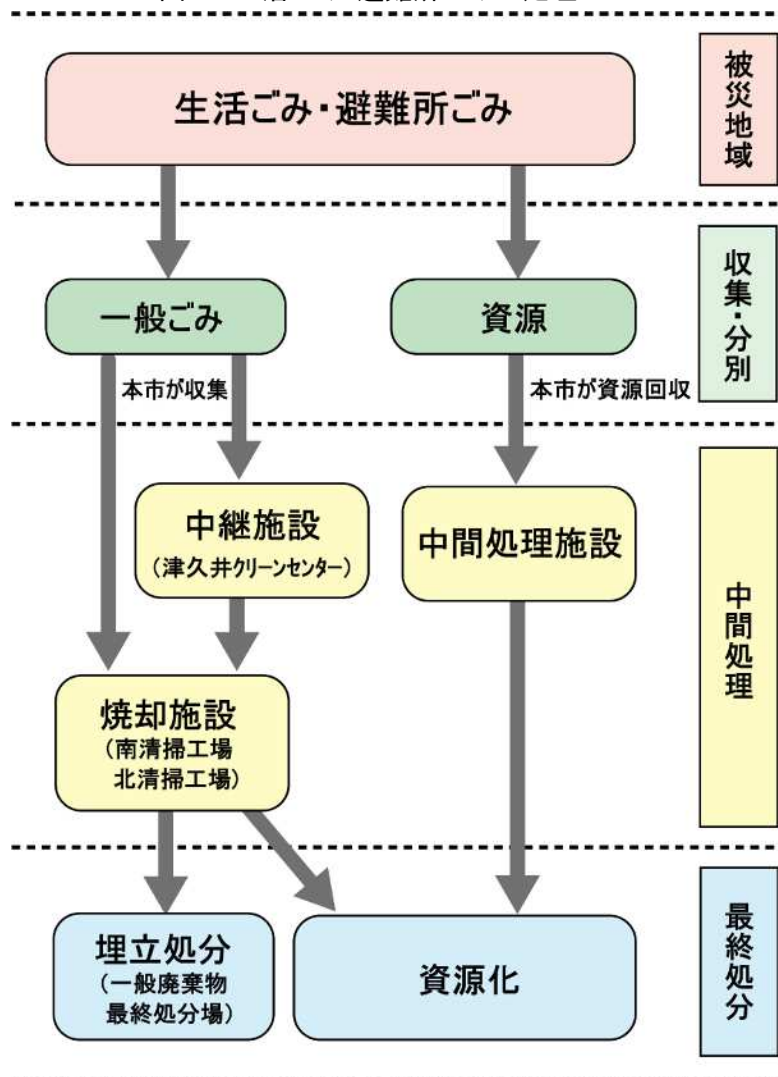 生活ごみ・避難所ごみ
被災地域
一般ごみ
資源
収集・分別
本市が収集
本市が資源回収
中継施設
（津久井クリーンセンター）
中間処理施設
中間処理
焼却施設
（南清掃工場
北清掃工場）
埋立処分
（一般廃棄物
最終処分場）
資源化
最終処分